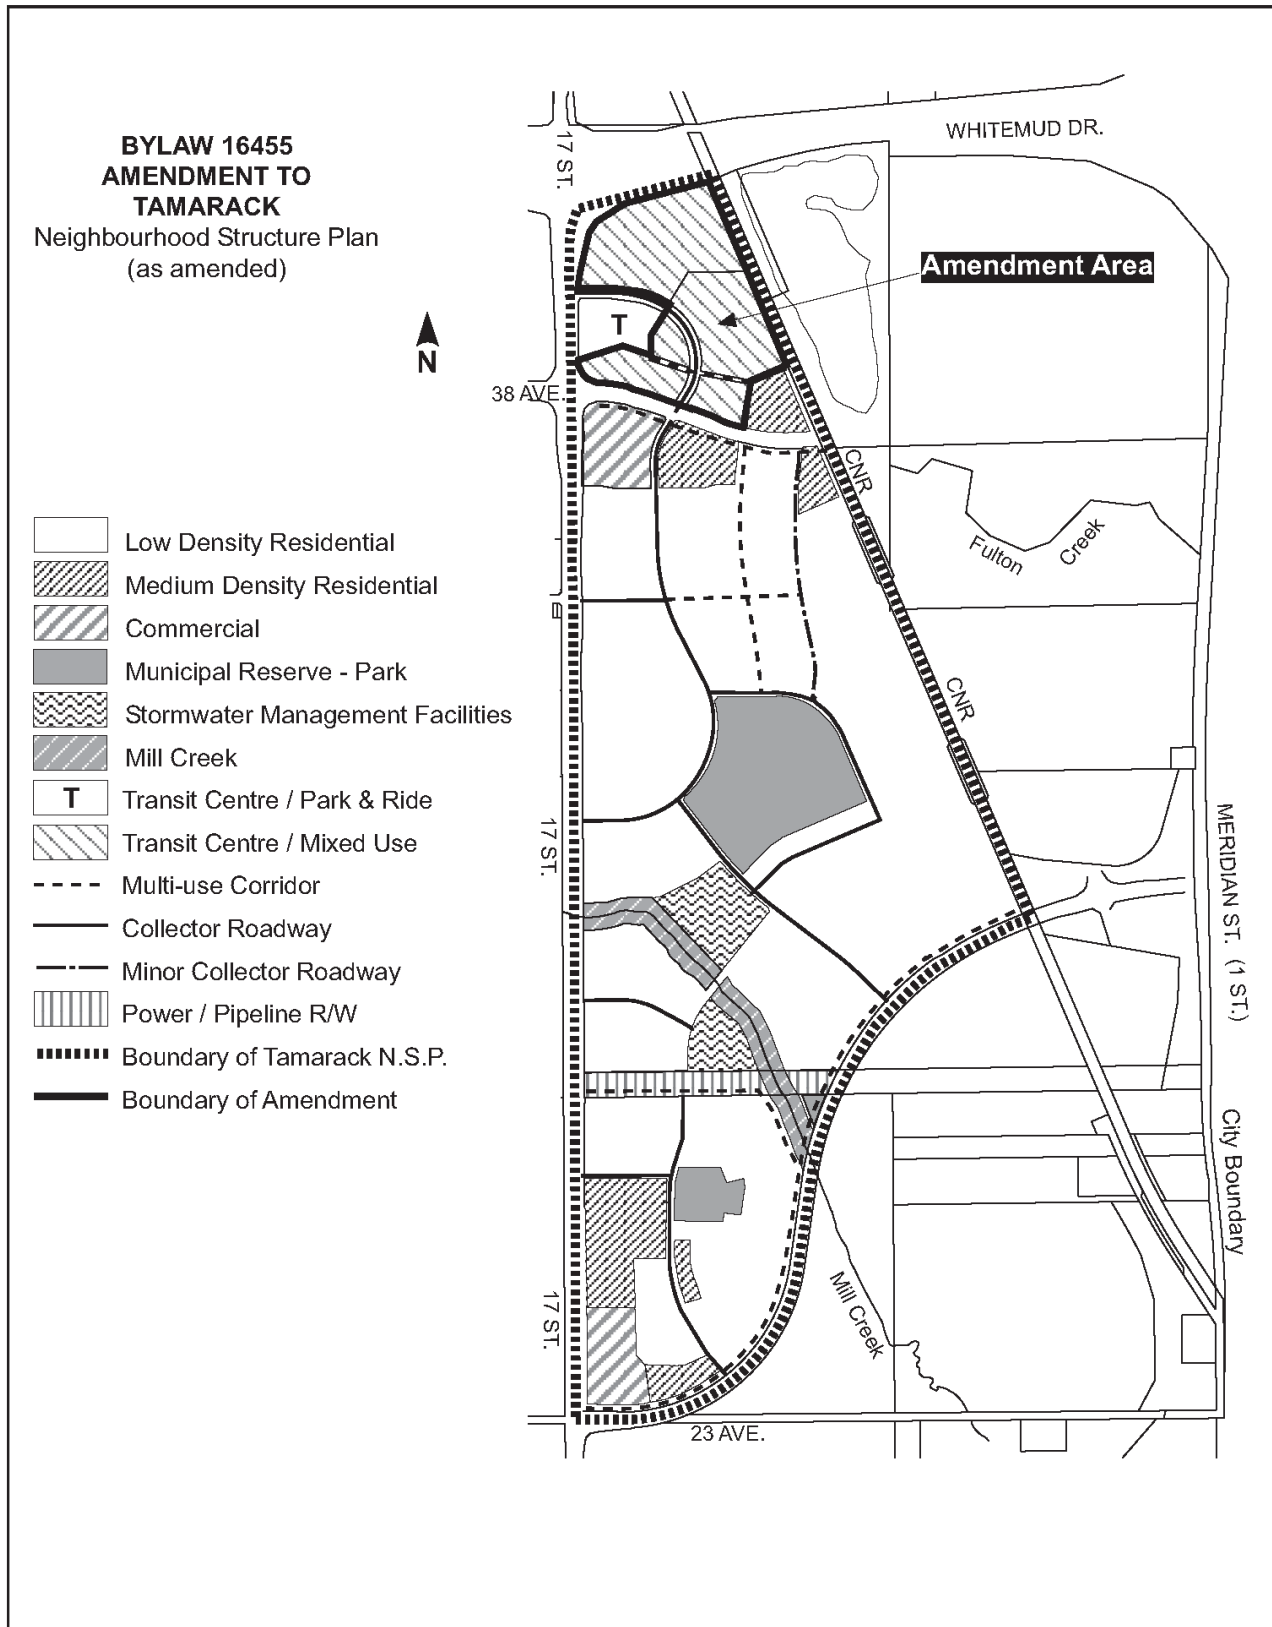 BYLAW 16455
AMENDMENT TO
TAMARACK
Neighbourhood Structure Plan
(as amended)
N
WHITEMUD DR.
17 ST.
Amendment Area
T
38 AVE.
CNR
Fulton
Creek
CNR
Low Density Residential
Medium Density Residential
Commercial
Municipal Reserve - Park
Stormwater Management Facilities
Mill Creek
T Transit Centre / Park & Ride
Transit Centre / Mixed Use
Multi-use Corridor
Collector Roadway
Minor Collector Roadway
Power / Pipeline R/W
Boundary of Tamarack N.S.P.
Boundary of Amendment
17 ST.
MERIDIAN ST. (1 ST.)
City Boundary
17 ST.
Mill Creek
23 AVE.